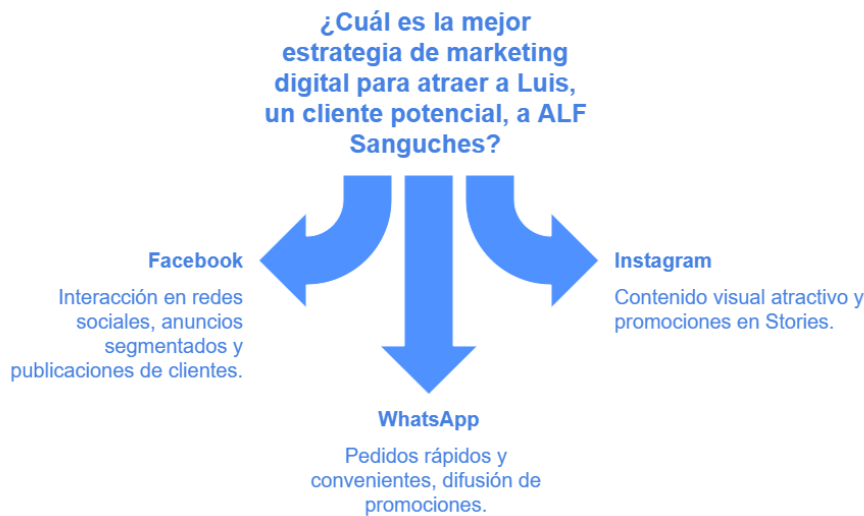 ¿Cuál es la mejor
estrategia de marketing
digital para atraer a Luis,
un cliente potencial, a ALF
Sanguches?
Facebook
Interacción en redes
sociales, anuncios
segmentados y
publicaciones de clientes.
Instagram
Contenido visual atractivo y
promociones en Stories.
WhatsApp
Pedidos rápidos y
convenientes, difusión de
promociones.